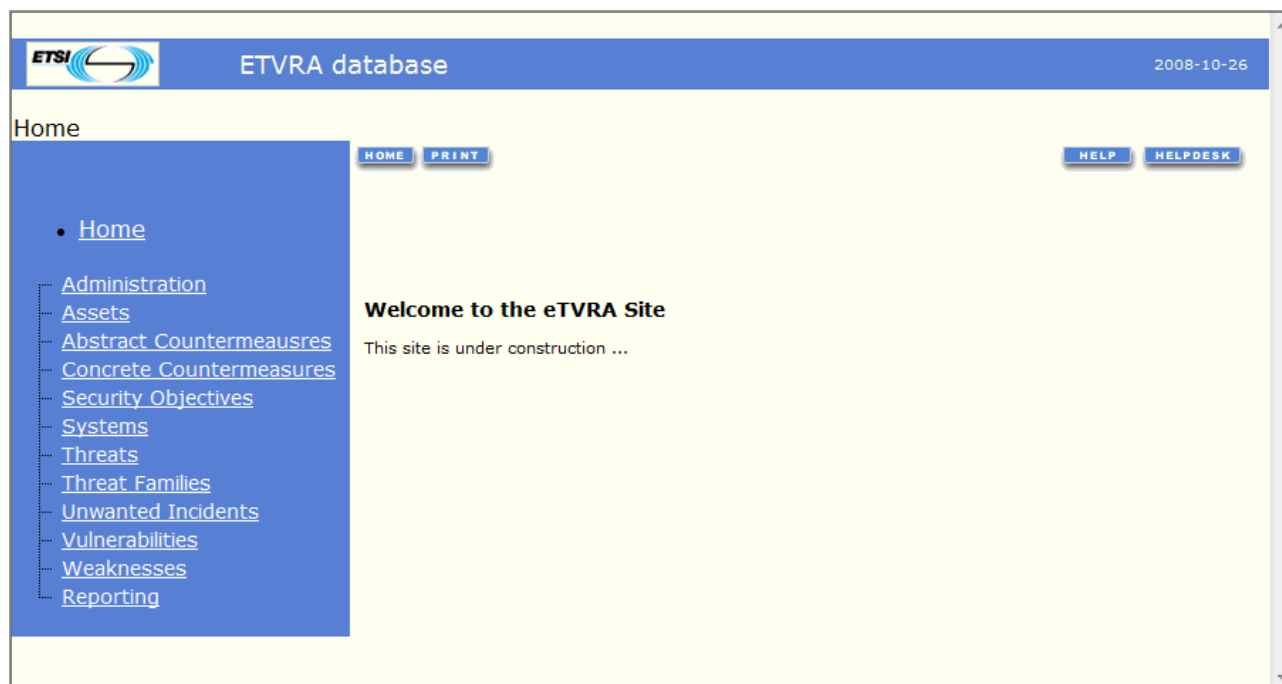 ETSI
ETVRA database
2008-10-26
Home
HOME PRINT HELP HELPDESK
Home
Administration
Assets
Abstract Countermeausres
Concrete Countermeasures
Security Objectives
Systems
Threats
Threat Families
Unwanted Incidents
Vulnerabilities
Weaknesses
Reporting
Welcome to the eTVRA Site
This site is under construction ...